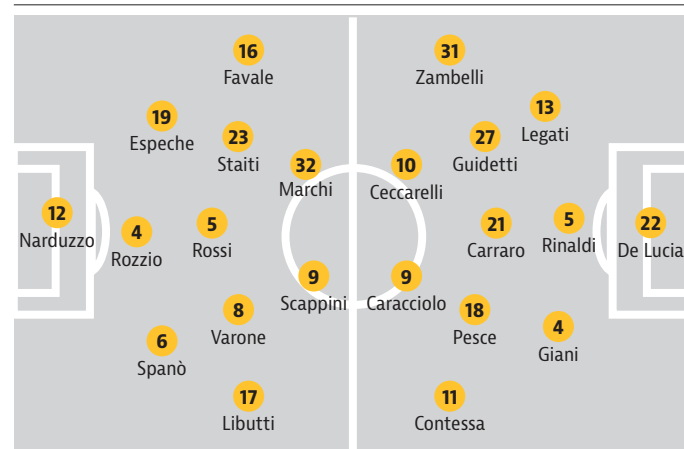 16
Favale
31
Zambelli
13
Legati
19
Espeche
23
Staiti
27
Guidetti
32
Marchi
10
Ceccarelli
12
Narduzzo
4
Rozzio
5
Rossi
21
Carraro
5
Rinaldi
22
De Lucia
9
Scappini
9
Caracciolo
8
Varone
18
Pesce
4
Giani
6
Spanò
17
Libutti
11
Contessa